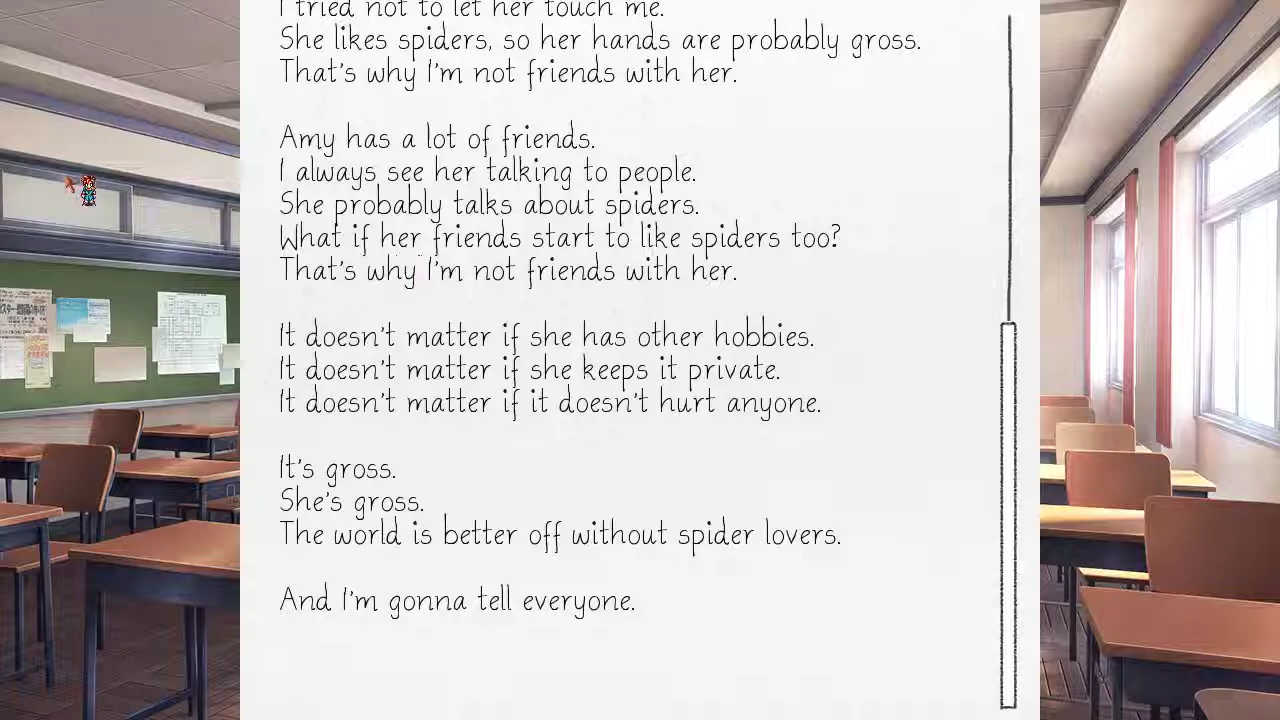 I tried not to let her touch me.
She likes spiders, so her hands are probably gross.
That's why I'm not friends with her.
Amy has a lot of friends.
I always see her talking to people.
She probably talks about spiders.
What if her friends start to like spiders too?
That's why I'm not friends with her.
It doesn't matter if she has other hobbies.
It doesn't matter if she keeps it private.
It doesn't matter if it doesn't hurt anyone.
It's gross.
She's gross.
The world is better off without spider lovers.
And I'm gonna tell everyone.